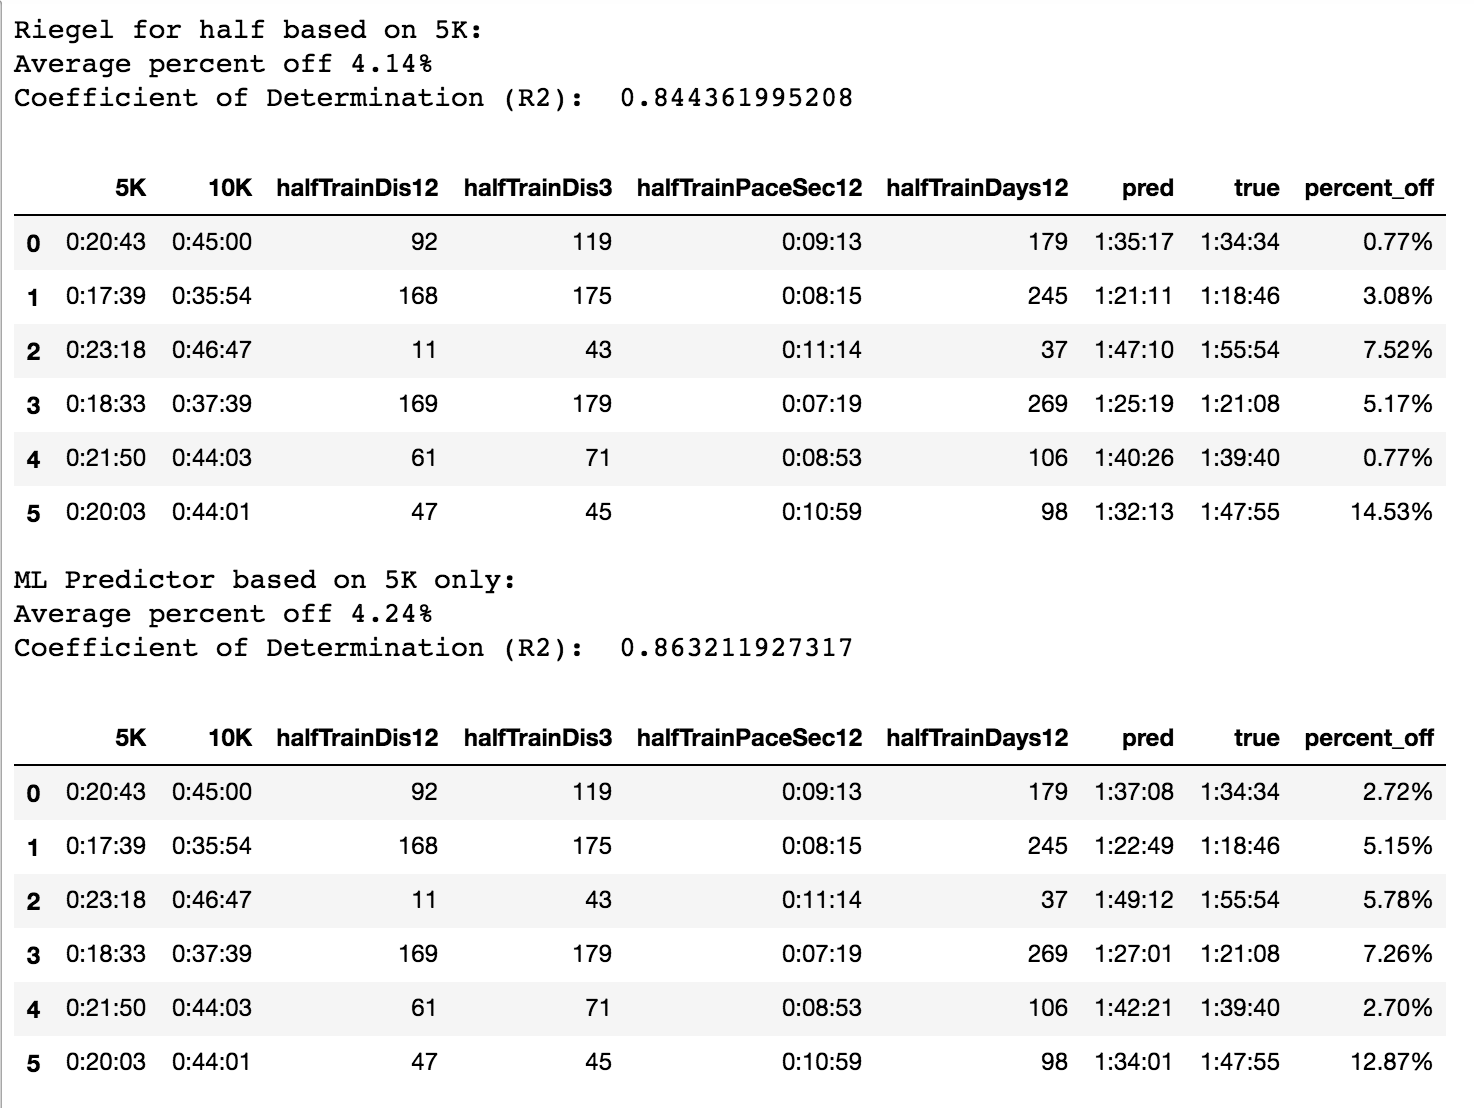 Riegel for half based on 5K:
Average percent off 4.14%
Coefficient of Determination (R2):  0.844361995208
5K 10K halfTrainDis12 halfTrainDis3 halfTrainPaceSec12 halfTrainDays12 pred true percent_off
0 0:20:43 0:45:00 92 119 0:09:13 179 1:35:17 1:34:34 0.77%
1 0:17:39 0:35:54 168 175 0:08:15 245 1:21:11 1:18:46 3.08%
2 0:23:18 0:46:47 11 43 0:11:14 37 1:47:10 1:55:54 7.52%
3 0:18:33 0:37:39 169 179 0:07:19 269 1:25:19 1:21:08 5.17%
4 0:21:50 0:44:03 61 71 0:08:53 106 1:40:26 1:39:40 0.77%
5 0:20:03 0:44:01 47 45 0:10:59 98 1:32:13 1:47:55 14.53%
ML Predictor based on 5K only:
Average percent off 4.24%
Coefficient of Determination (R2):  0.863211927317
5K 10K halfTrainDis12 halfTrainDis3 halfTrainPaceSec12 halfTrainDays12 pred true percent_off
0 0:20:43 0:45:00 92 119 0:09:13 179 1:37:08 1:34:34 2.72%
1 0:17:39 0:35:54 168 175 0:08:15 245 1:22:49 1:18:46 5.15%
2 0:23:18 0:46:47 11 43 0:11:14 37 1:49:12 1:55:54 5.78%
3 0:18:33 0:37:39 169 179 0:07:19 269 1:27:01 1:21:08 7.26%
4 0:21:50 0:44:03 61 71 0:08:53 106 1:42:21 1:39:40 2.70%
5 0:20:03 0:44:01 47 45 0:10:59 98 1:34:01 1:47:55 12.87%